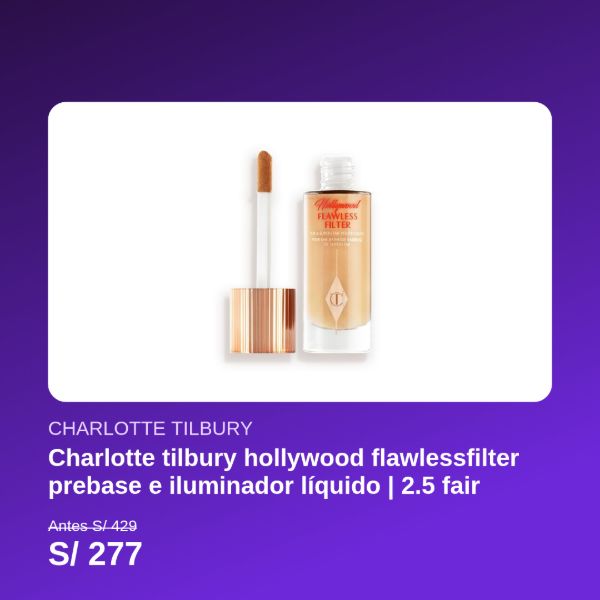 Hollywood
FLAWLESS
FILTER
CHARLOTTE TILBURY
Charlotte tilbury hollywood flawlessfilter
prebase e iluminador líquido | 2.5 fair
Antes S/ 429
S/ 277